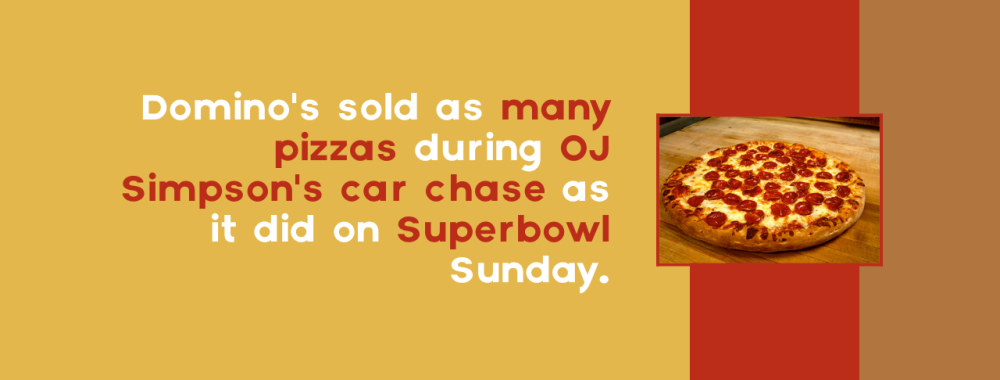 Domino's sold as many
pizzas during OJ
Simpson's car chase as
it did on Superbowl
Sunday.